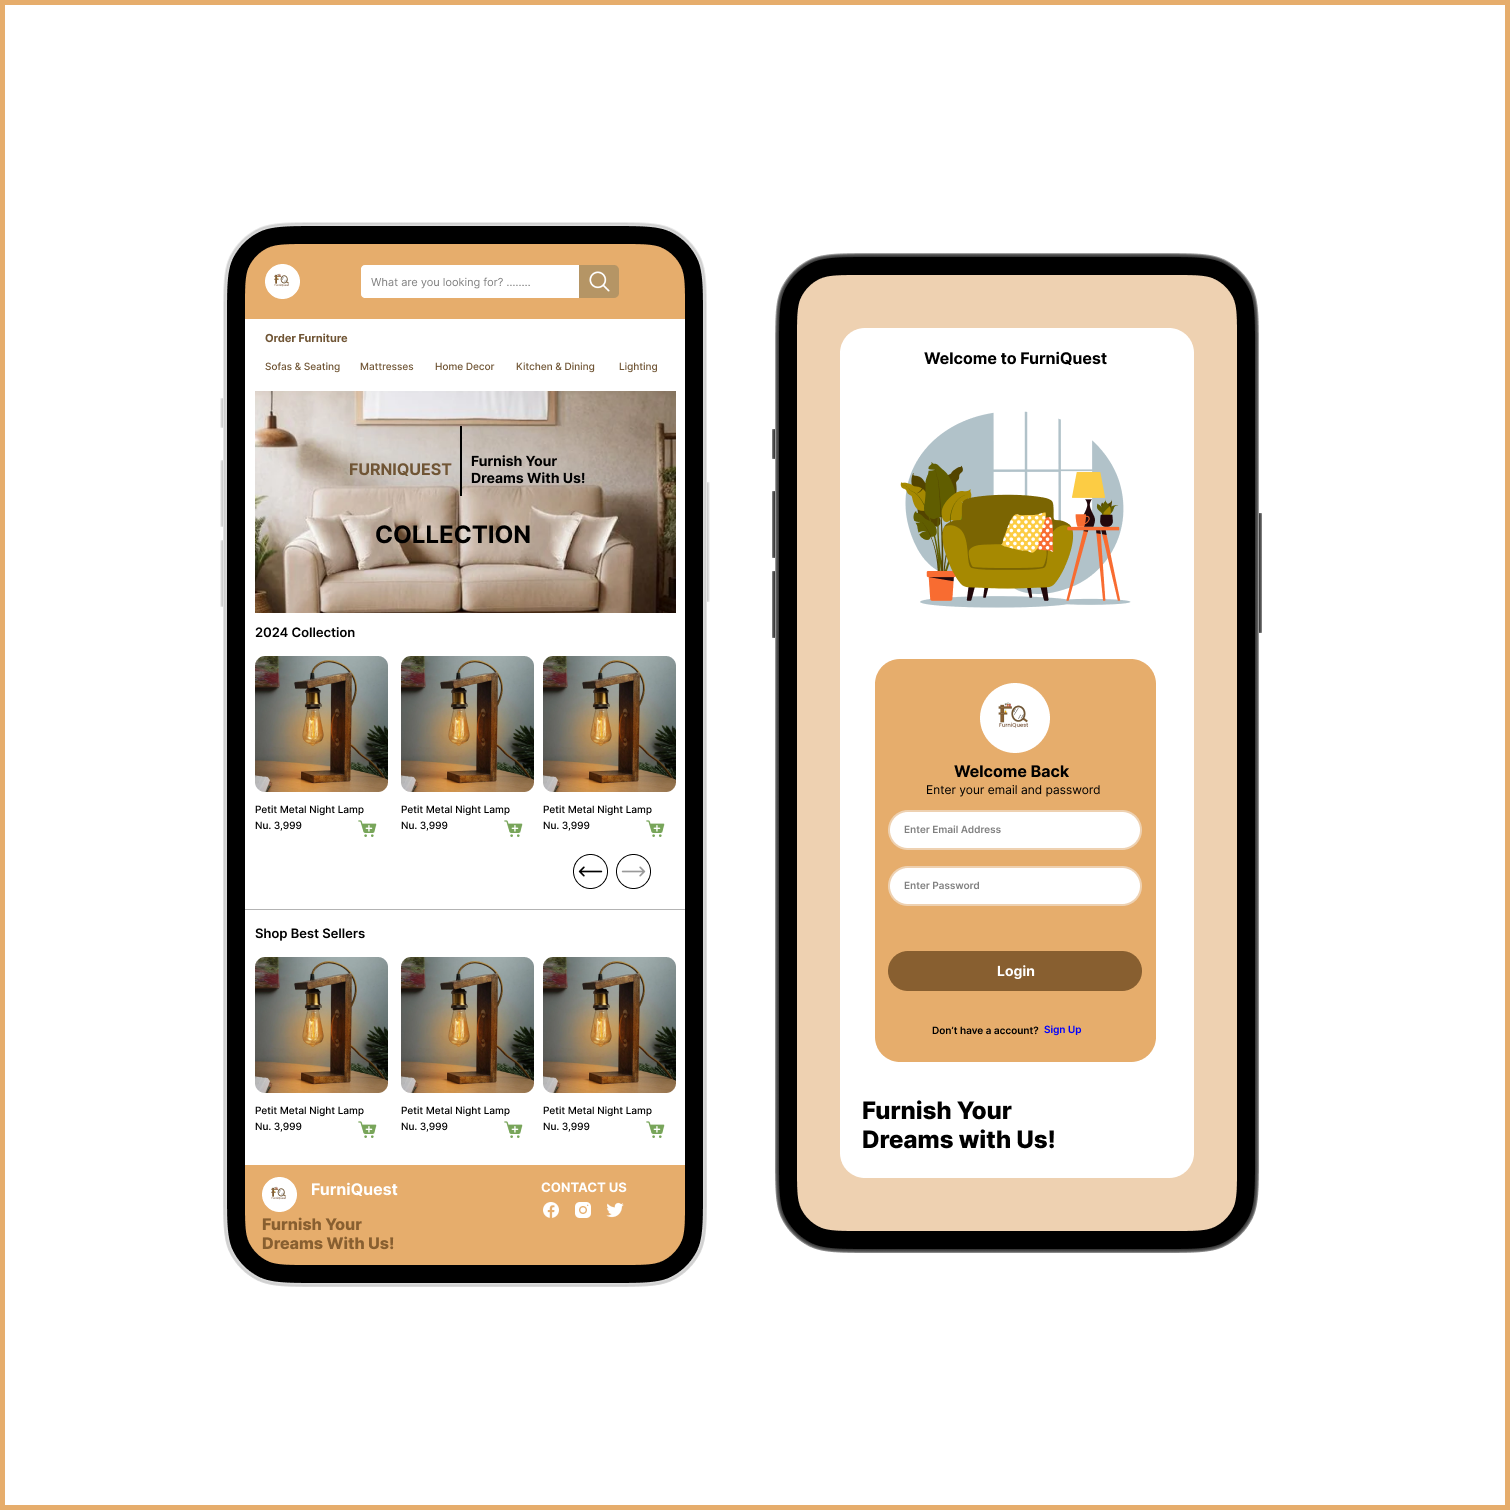 FQ
What are you looking for? ........
Order Furniture
Sofas & Seating Mattresses Home Decor Kitchen & Dining Lighting
FURNIQUEST
Furnish Your
Dreams With Us!
COLLECTION
2024 Collection
Petit Metal Night Lamp Petit Metal Night Lamp Petit Metal Night Lamp
Nu. 3,999 Nu. 3,999 Nu. 3,999
Shop Best Sellers
Petit Metal Night Lamp Petit Metal Night Lamp Petit Metal Night Lamp
Nu. 3,999 Nu. 3,999 Nu. 3,999
FQ
FurniQuest
CONTACT US
Furnish Your
Dreams With Us!
Welcome to FurniQuest
FQ
FurniQuest
Welcome Back
Enter your email and password
Enter Email Address
Enter Password
Login
Don't have a account? Sign Up
Furnish Your
Dreams with Us!